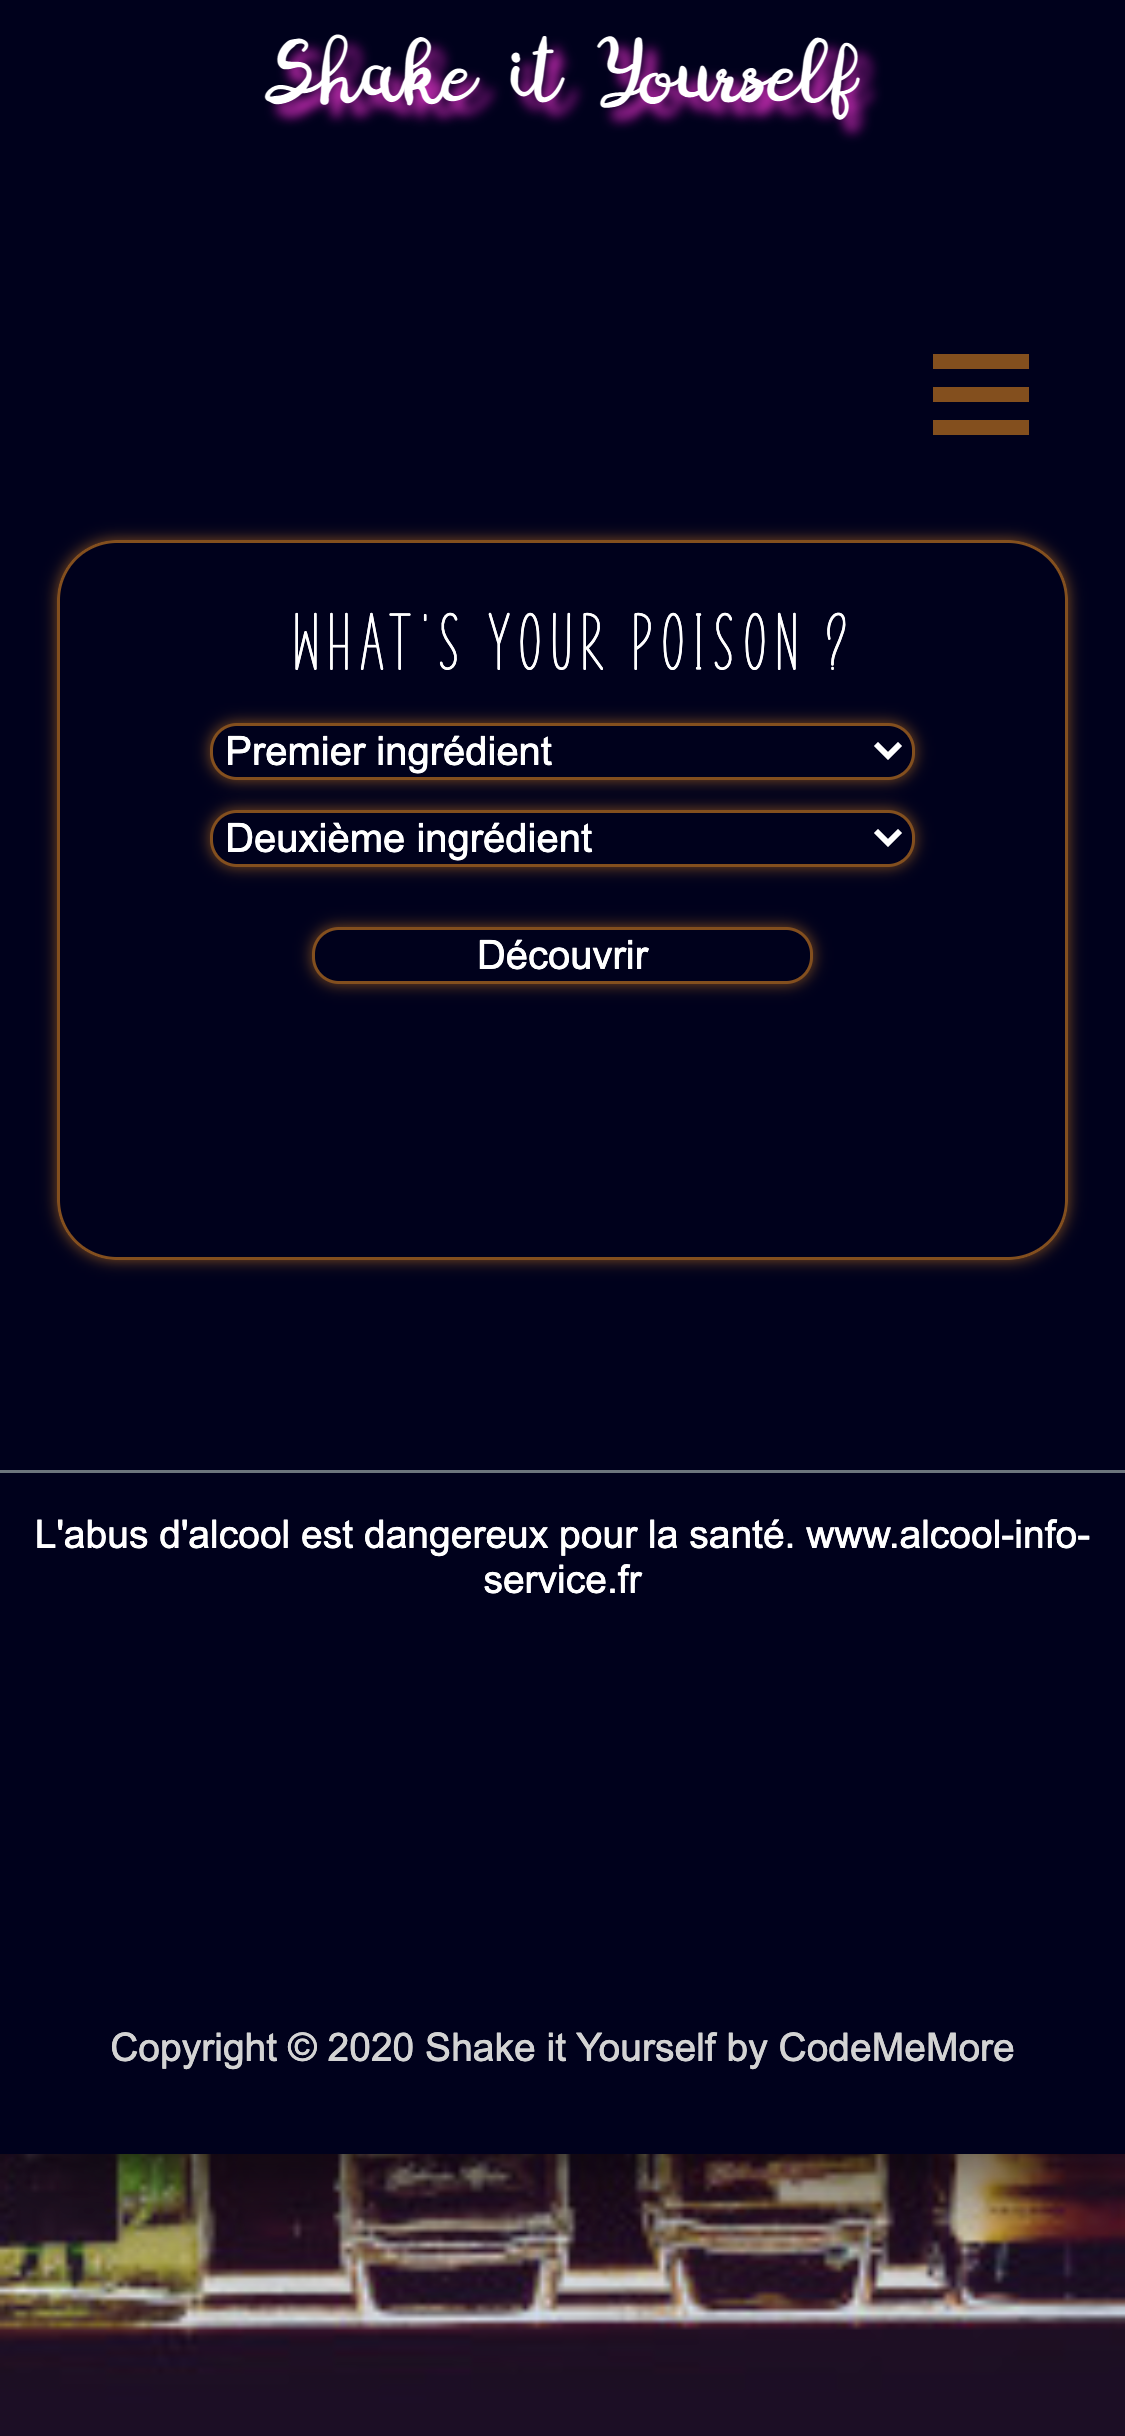 Shake it Yourself
WHAT'S YOUR POISON ?
Premier ingrédient
Deuxième ingrédient
Découvrir
L'abus d'alcool est dangereux pour la santé. www.alcool-info-
service.fr
Copyright © 2020 Shake it Yourself by CodeMeMore